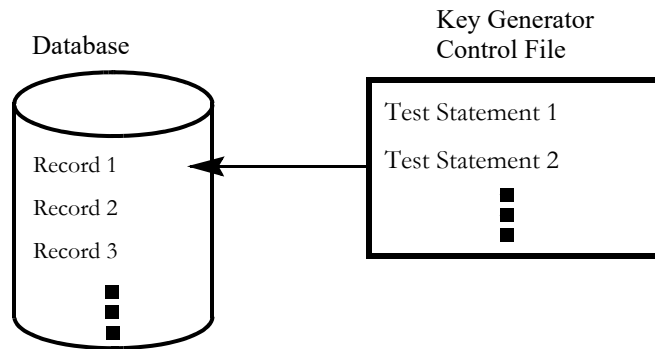 Database
Record 1
Record 2
Record 3
Key Generator
Control File
Test Statement 1
Test Statement 2